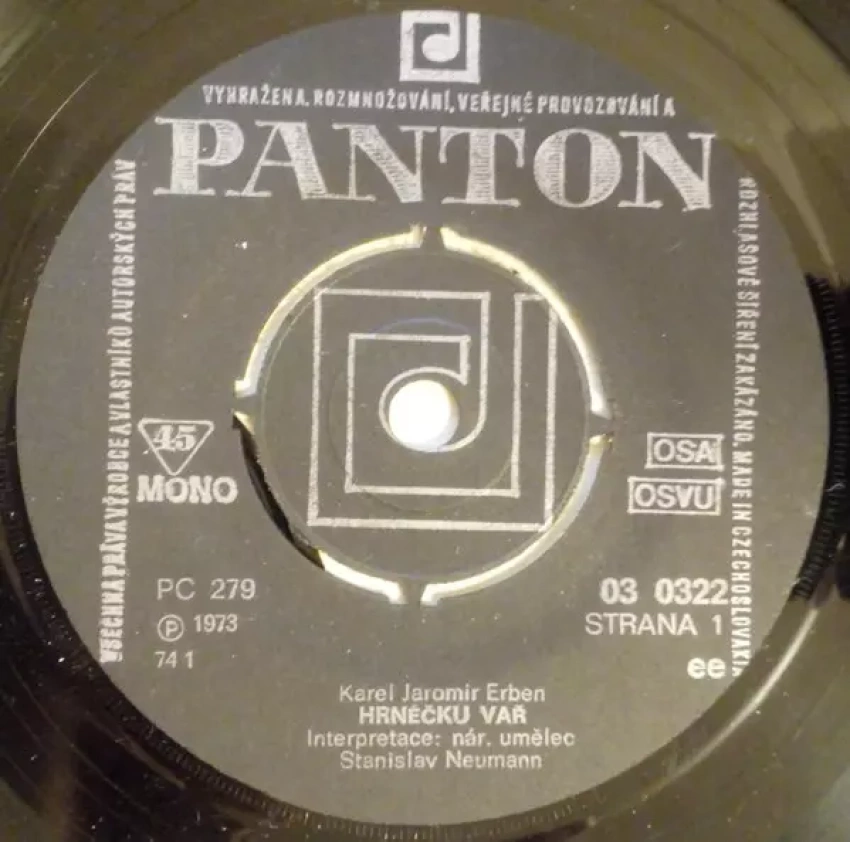 VYHRAŽENA. ROZMNOŽOVÁNÍ, VEŘEJNÉ PROVOZOVÁNÍ A
PANTON
VŠECHNA PRÁVA VÝROBCE A VLASTNÍKŮ AUTORSKÝCH PRÁV
ROZHLASOVÉ ŠÍŘENÍ ZAKÁZÁNO. MADE IN CZECHOSLOVAKIA
45
MONO
OSA
OSVU
PC 279
Ⓟ 1973
74 1
03 0322
STRANA 1
ee
Karel Jaromír Erben
HRNEČKU VAŘ
Interpretace: nár. umělec
Stanislav Neumann